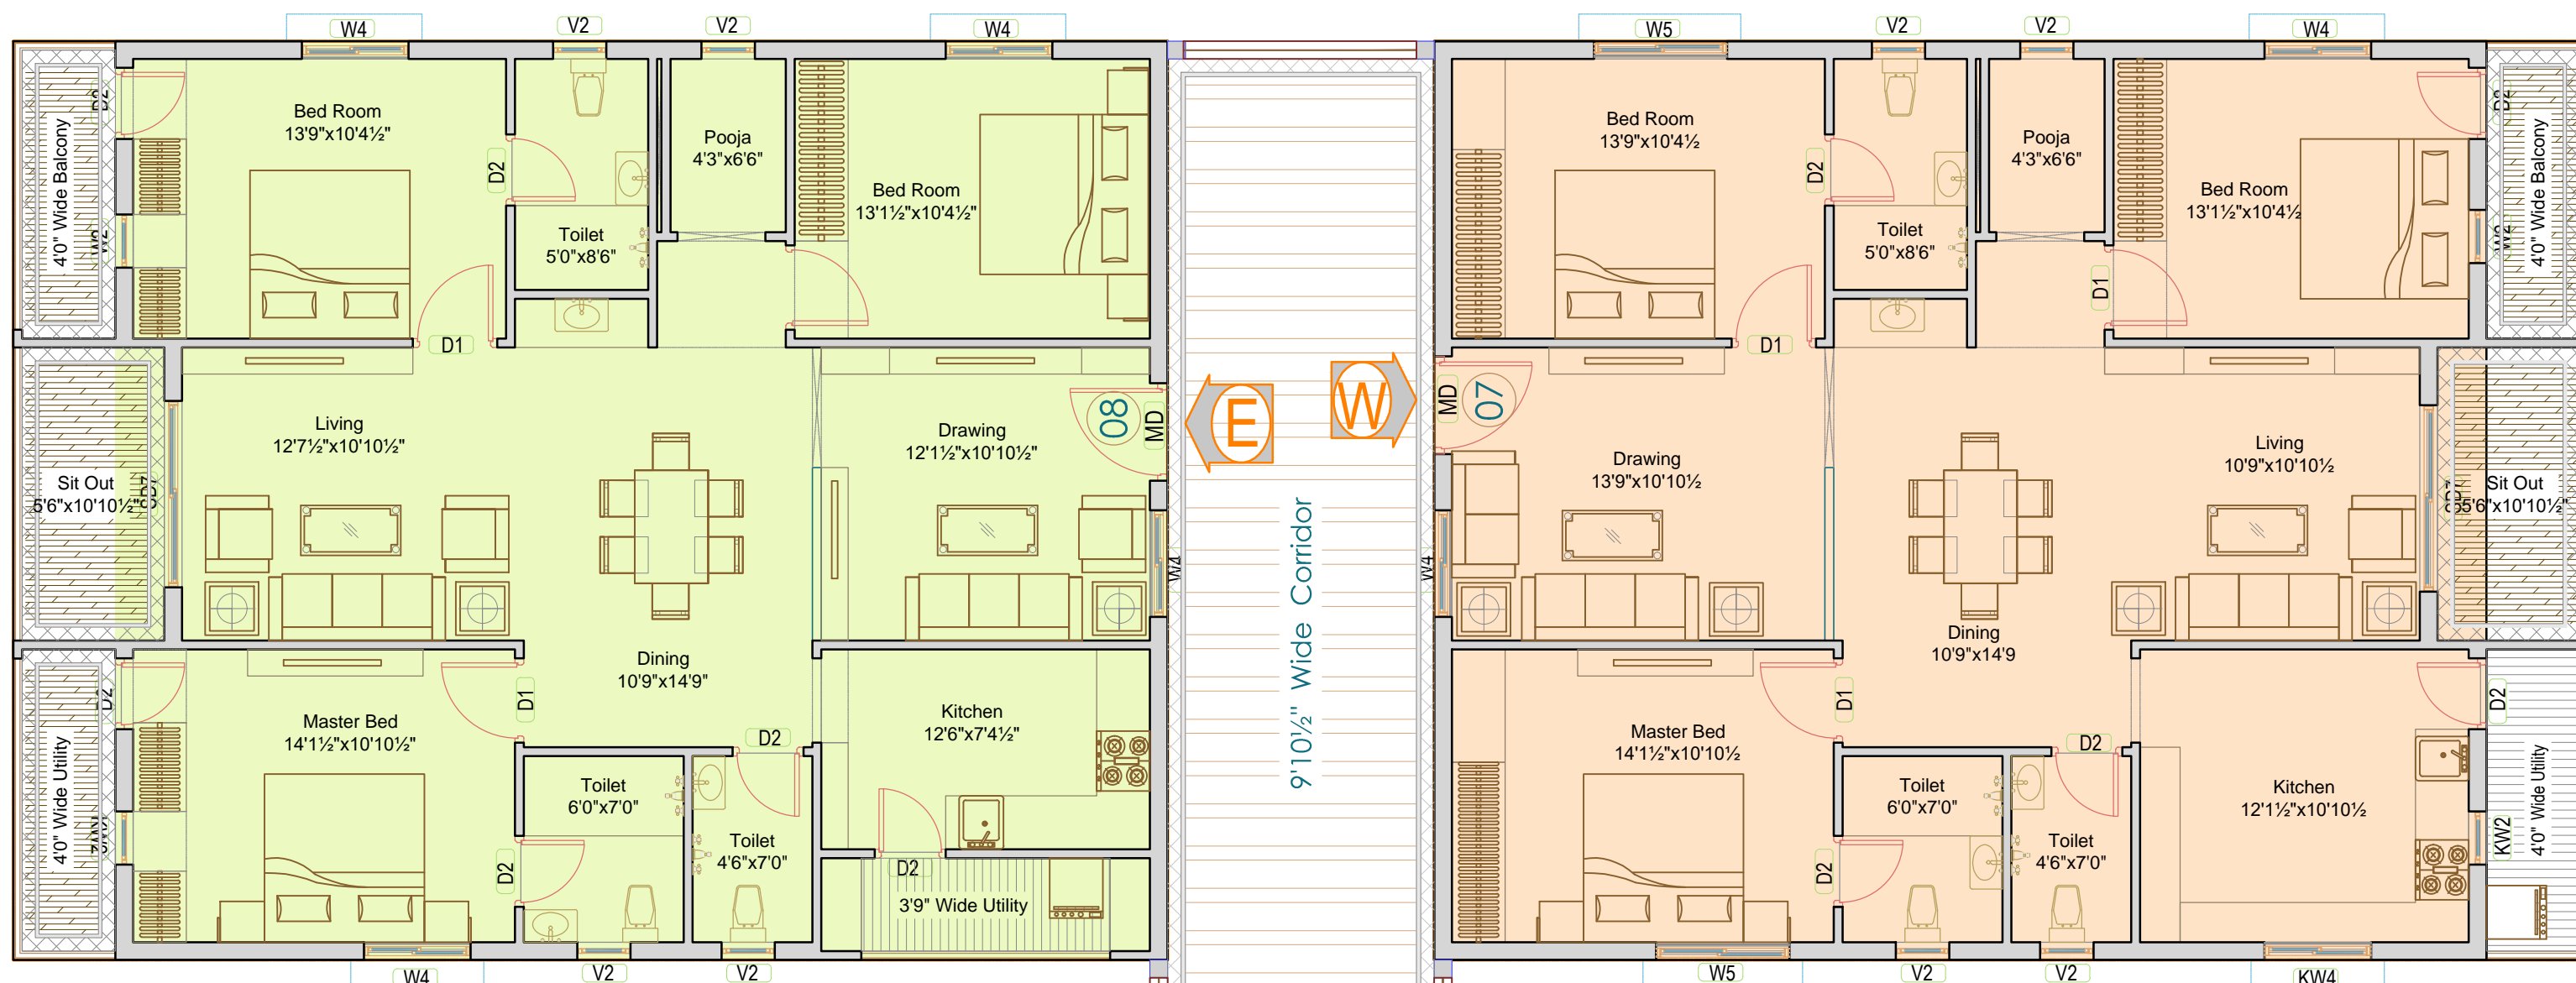 W4
V2
V2
W4
W5
V2
V2
W4
D2
4'0" Wide Balcony
W2
Bed Room
13'9"x10'4½"
D2
Toilet
5'0"x8'6"
Pooja
4'3"x6'6"
Bed Room
13'1½"x10'4½"
D1
Bed Room
13'9"x10'4½
D2
Toilet
5'0"x8'6"
Pooja
4'3"x6'6"
D1
Bed Room
13'1½"x10'4½
D2
W2
4'0" Wide Balcony
D1
Sit Out
5'6"x10'10½"
Living
12'7½"x10'10½"
Drawing
12'1½"x10'10½"
08
MD
W4
E
W
9'10½" Wide Corridor
MD
07
W4
Drawing
13'9"x10'10½
Living
10'9"x10'10½
Sit Out
5'6"x10'10½"
Dining
10'9"x14'9"
Dining
10'9"x14'9
4'0" Wide Utility
D2
Master Bed
14'1½"x10'10½"
D1
D2
Toilet
6'0"x7'0"
D2
Toilet
4'6"x7'0"
Kitchen
12'6"x7'4½"
D2
3'9" Wide Utility
Master Bed
14'1½"x10'10½
D1
D2
Toilet
6'0"x7'0"
D2
Toilet
4'6"x7'0"
Kitchen
12'1½"x10'10½
D2
KW2
4'0" Wide Utility
W4
V2
V2
W5
V2
V2
KW4